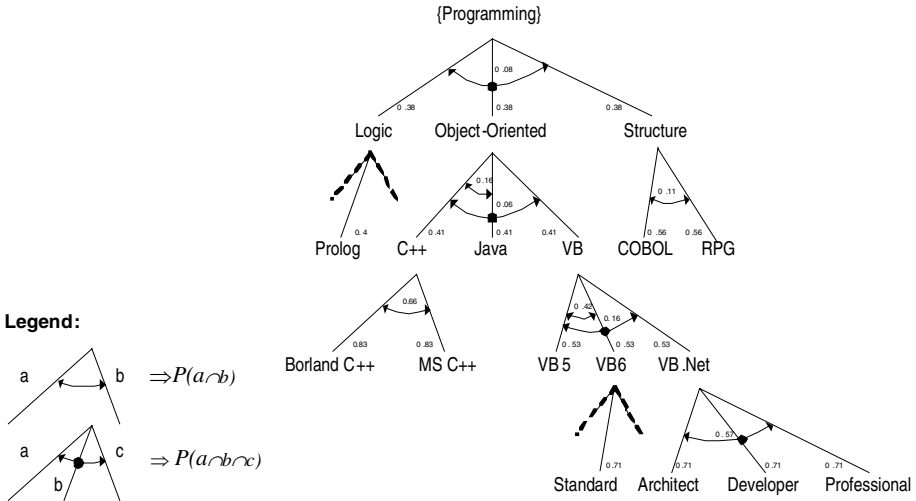 {Programming}
0 .08
0 .38 0.38 0.38
Logic Object-Oriented Structure
0.16
0.11
0.06
0. 4 0. 41 0.41 0.41 0 .56 0.56
Prolog C++ Java VB COBOL RPG
0.66
0 .42
0. 16
Legend:
0.83 0 .83 0 . 53 0 .53 0.53
Borland C++ MS C++ VB 5 VB6 VB .Net
a b ⇒P(a∩b)
0 . 57
a c ⇒ P(a∩b∩c)
b
0.71 0.71 0.71 0 .71
Standard Architect Developer Professional